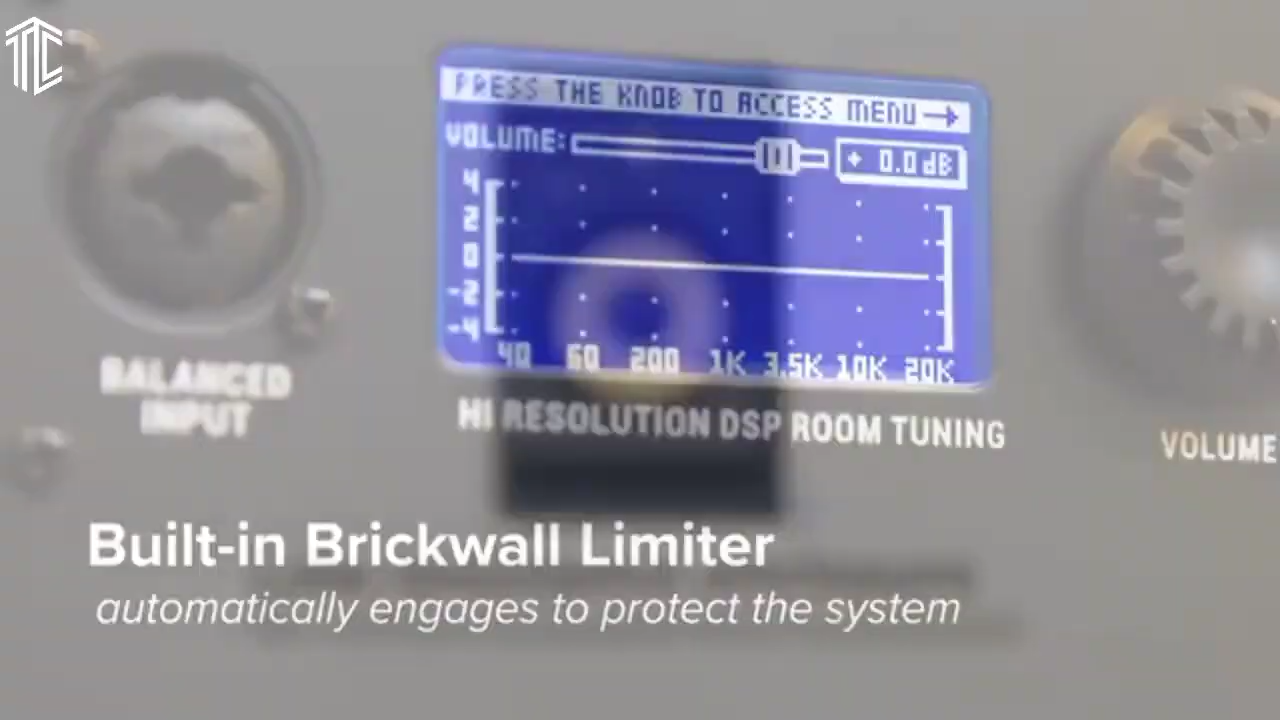 TC
PRESS THE KNOB TO ACCESS MENU
VOLUME: + 0.0 dB
4
2
0
-2
-4
40 60 200 1K 3.5K 10K 20K
BALANCED
INPUT
HI RESOLUTION DSP ROOM TUNING
VOLUME
Built-in Brickwall Limiter
automatically engages to protect the system